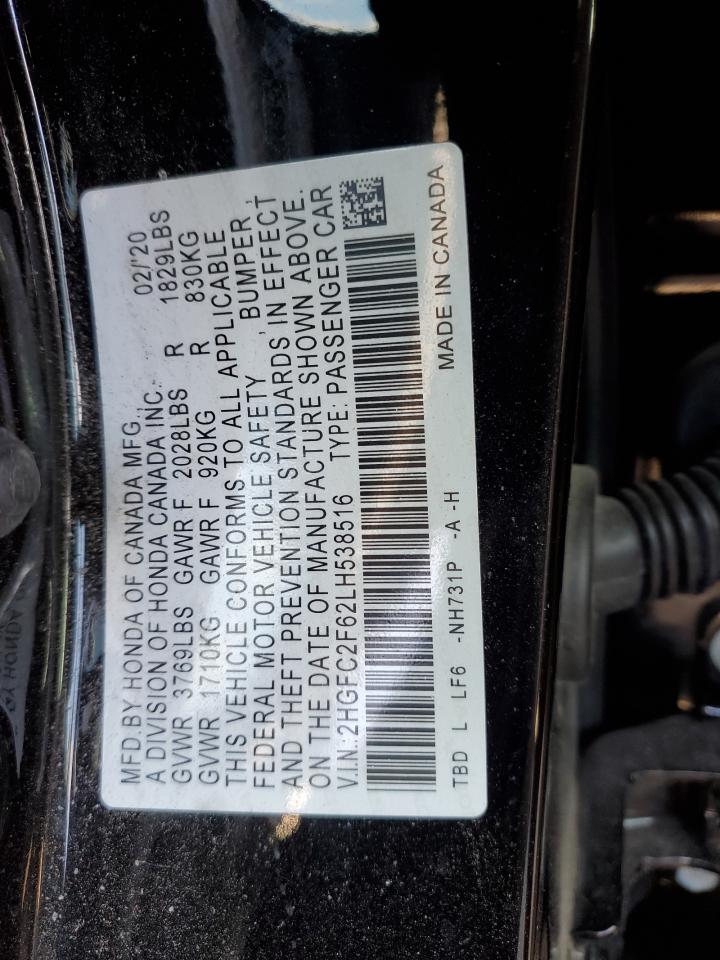 MFD.BY HONDA OF CANADA MFG., 02/'20
A DIVISION OF HONDA CANADA INC.
GVWR 3769LBS GAWR F 2028LBS R 1829LBS
GVWR 1710KG GAWR F 920KG R 830KG
THIS VEHICLE CONFORMS TO ALL APPLICABLE
FEDERAL MOTOR VEHICLE SAFETY, BUMPER,
AND THEFT PREVENTION STANDARDS IN EFFECT
ON THE DATE OF MANUFACTURE SHOWN ABOVE.
V.I.N.:2HGFC2F62LH538516 TYPE: PASSENGER CAR
TBD L LF6 -NH731P -A -H MADE IN CANADA